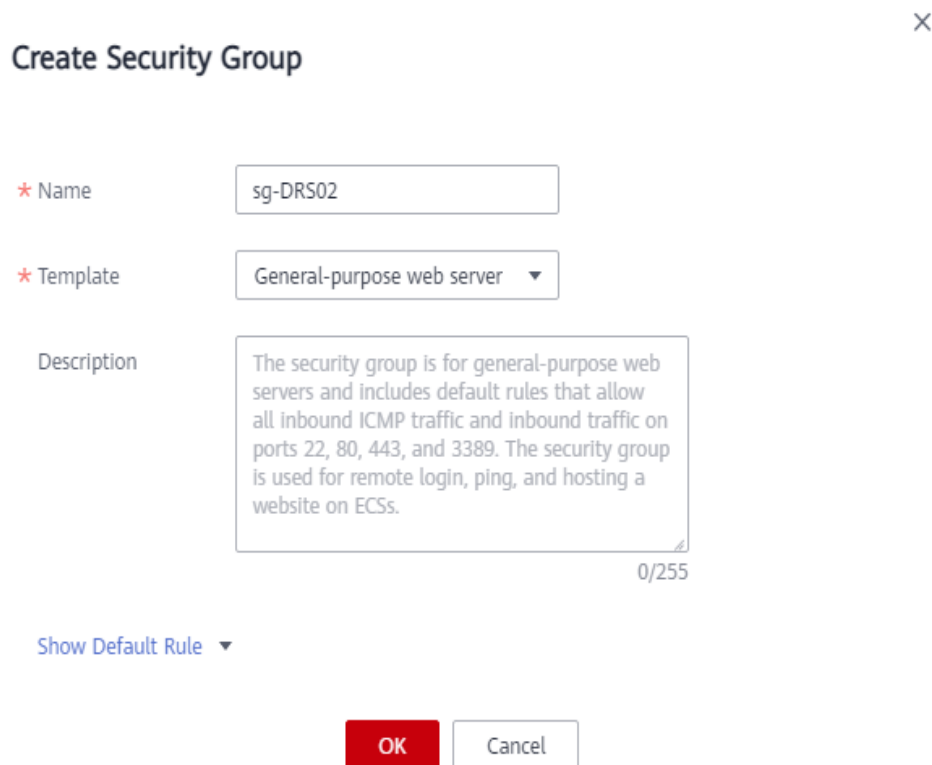 ×
Create Security Group
* Name
sg-DRS02
* Template
General-purpose web server
Description
The security group is for general-purpose web
servers and includes default rules that allow
all inbound ICMP traffic and inbound traffic on
ports 22, 80, 443, and 3389. The security group
is used for remote login, ping, and hosting a
website on ECSs.
0/255
Show Default Rule
OK
Cancel